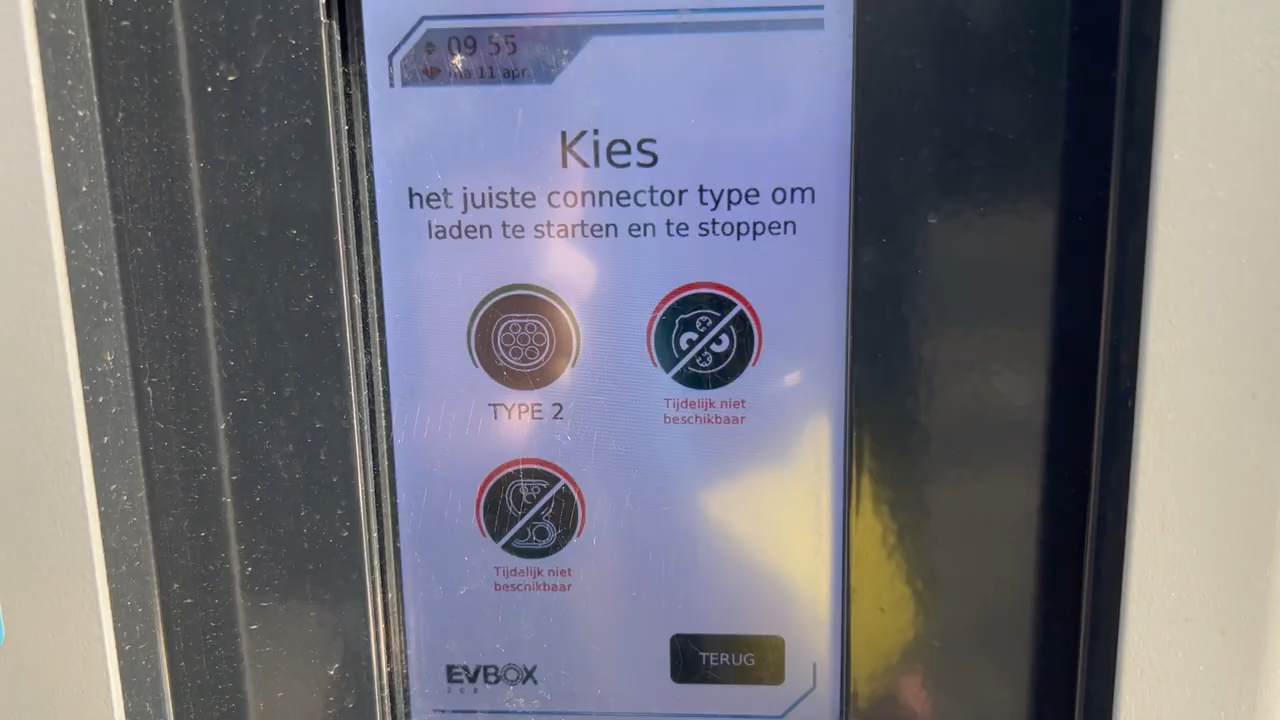 09 55
ma 11 apr.
Kies
het juiste connector type om
laden te starten en te stoppen
TYPE 2
Tijdelijk niet
beschikbaar
Tijdelijk niet
beschikbaar
TERUG
EVBOX